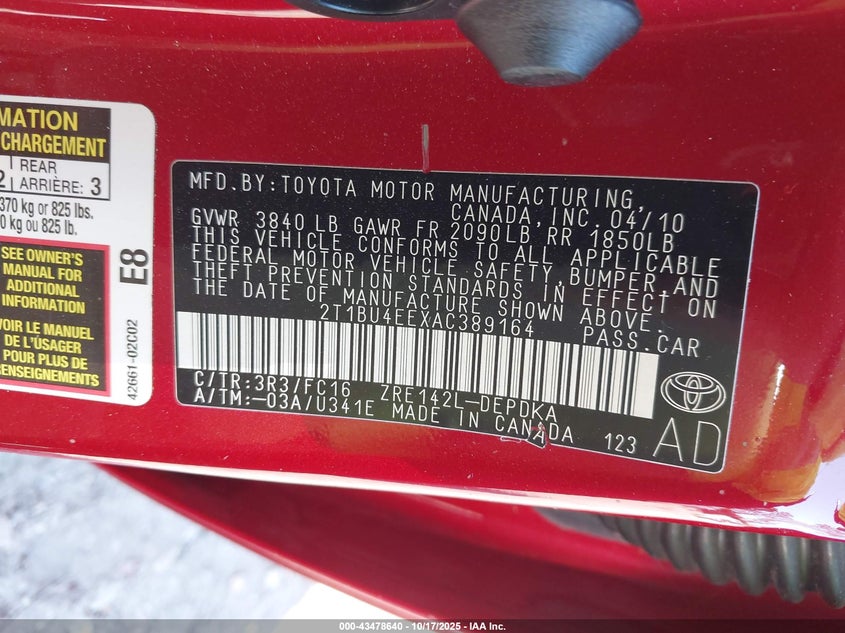 MATION
CHARGEMENT
REAR
2 ARRIÈRE: 3
370 kg or 825 lbs.
0 kg ou 825 lb.
SEE OWNER'S
MANUAL FOR
ADDITIONAL
INFORMATION
VOIR LE MANUEL
DE L'ÚSAGER
POUR PLUS DE
RENSEIGNEMENTS
E8
42661-02C02
MFD.BY:TOYOTA MOTOR MANUFACTURING,
CANADA,INC. 04/10
GVWR 3840 LB GAWR FR 2090LB RR 1850LB
THIS VEHICLE CONFORMS TO ALL APPLICABLE
FEDERAL MOTOR VEHICLE SAFETY,BUMPER,AND
THEFT PREVENTION STANDARDS IN EFFECT ON
THE DATE OF MANUFACTURE SHOWN ABOVE.
2T1BU4EEXAC389164 PASS.CAR
C/TR:3R3/FC16 ZRE142L-DEPDKA
A/TM:-03A/U341E MADE IN CANADA 123
TOYOTA
AD
000-43478640 - 10/17/2025 - IAAI.com